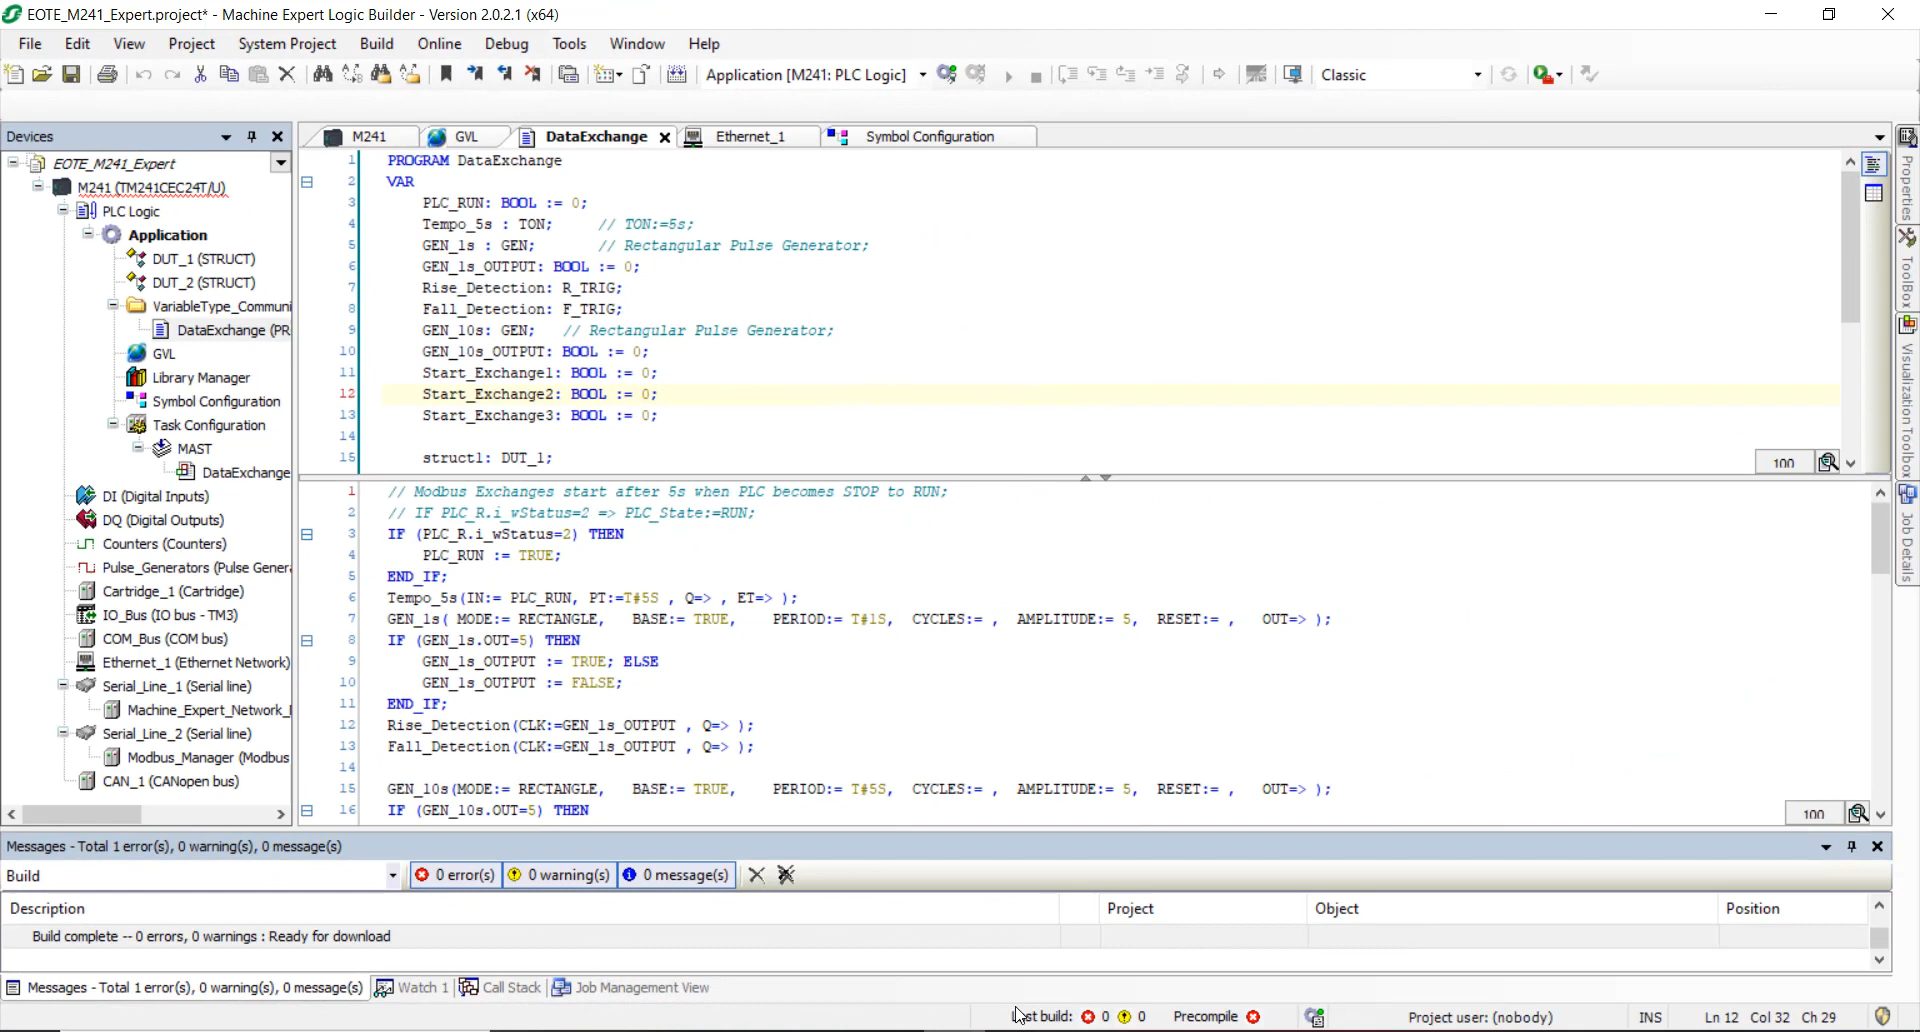 EOTE_M241_Expert.project* - Machine Expert Logic Builder - Version 2.0.2.1 (x64)
File Edit View Project System Project Build Online Debug Tools Window Help
Application [M241: PLC Logic] Classic
Devices
M241 GVL DataExchange Ethernet_1 Symbol Configuration
EOTE_M241_Expert
M241 (TM241CEC24T/U)
PLC Logic
Application
DUT_1 (STRUCT)
DUT_2 (STRUCT)
VariableType_Communi
DataExchange (PR
GVL
Library Manager
Symbol Configuration
Task Configuration
MAST
DataExchange
DI (Digital Inputs)
DQ (Digital Outputs)
Counters (Counters)
Pulse_Generators (Pulse Genera
Cartridge_1 (Cartridge)
IO_Bus (IO bus - TM3)
COM_Bus (COM bus)
Ethernet_1 (Ethernet Network)
Serial_Line_1 (Serial line)
Machine_Expert_Network_
Serial_Line_2 (Serial line)
Modbus_Manager (Modbus
CAN_1 (CANopen bus)
1 PROGRAM DataExchange
2 VAR
3 PLC_RUN: BOOL := 0;
4 Tempo_5s : TON; // TON:=5s;
5 GEN_1s : GEN; // Rectangular Pulse Generator;
6 GEN_1s_OUTPUT: BOOL := 0;
7 Rise_Detection: R_TRIG;
8 Fall_Detection: F_TRIG;
9 GEN_10s: GEN; // Rectangular Pulse Generator;
10 GEN_10s_OUTPUT: BOOL := 0;
11 Start_Exchange1: BOOL := 0;
12 Start_Exchange2: BOOL := 0;
13 Start_Exchange3: BOOL := 0;
14
15 struct1: DUT_1;
100
1 // Modbus Exchanges start after 5s when PLC becomes STOP to RUN;
2 // IF PLC_R.i_wStatus=2 => PLC_State:=RUN;
3 IF (PLC_R.i_wStatus=2) THEN
4 PLC_RUN := TRUE;
5 END_IF;
6 Tempo_5s(IN:= PLC_RUN, PT:=T#5S , Q=> , ET=> );
7 GEN_1s( MODE:= RECTANGLE, BASE:= TRUE, PERIOD:= T#1S, CYCLES:= , AMPLITUDE:= 5, RESET:= , OUT=> );
8 IF (GEN_1s.OUT=5) THEN
9 GEN_1s_OUTPUT := TRUE; ELSE
10 GEN_1s_OUTPUT := FALSE;
11 END_IF;
12 Rise_Detection(CLK:=GEN_1s_OUTPUT , Q=> );
13 Fall_Detection(CLK:=GEN_1s_OUTPUT , Q=> );
14
15 GEN_10s(MODE:= RECTANGLE, BASE:= TRUE, PERIOD:= T#5S, CYCLES:= , AMPLITUDE:= 5, RESET:= , OUT=> );
16 IF (GEN_10s.OUT=5) THEN
100
Properties
ToolBox
Visualization Toolbox
Job Details
Messages - Total 1 error(s), 0 warning(s), 0 message(s)
Build 0 error(s) 0 warning(s) 0 message(s)
Description Project Object Position
Build complete -- 0 errors, 0 warnings : Ready for download
Messages - Total 1 error(s), 0 warning(s), 0 message(s) Watch 1 Call Stack Job Management View
build: 0 0 Precompile Project user: (nobody) INS Ln 12 Col 32 Ch 29